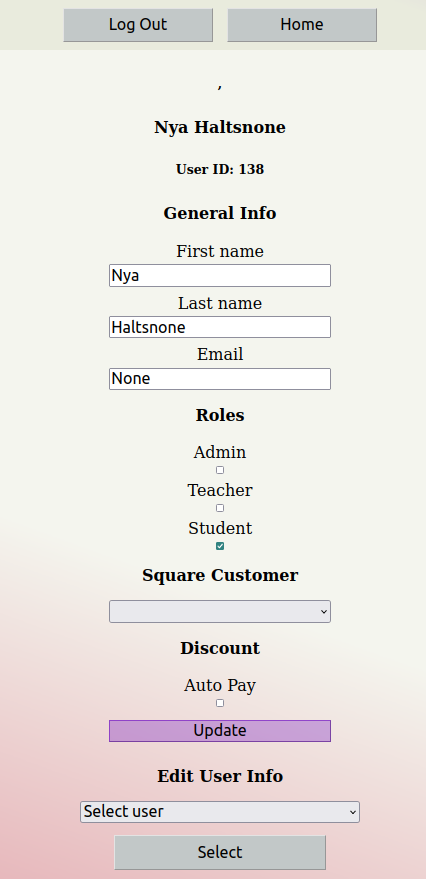 Log Out Home
,
Nya Haltsnone
User ID: 138
General Info
First name
Nya
Last name
Haltsnone
Email
None
Roles
Admin
Teacher
Student
Square Customer
Discount
Auto Pay
Update
Edit User Info
Select user
Select